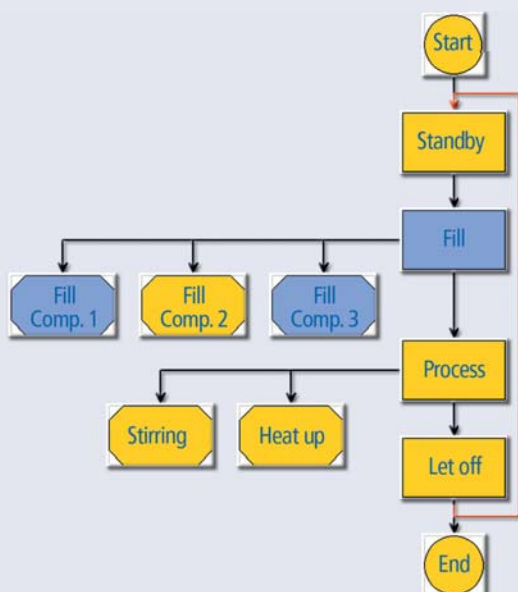 Start
Standby
Fill
Fill
Comp. 1
Fill
Comp. 2
Fill
Comp. 3
Process
Stirring
Heat up
Let off
End